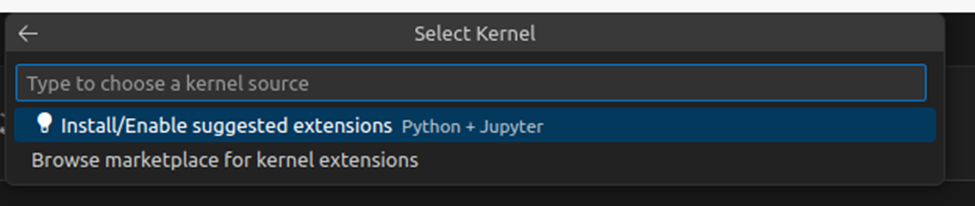 Select Kernel
Type to choose a kernel source
Install/Enable suggested extensions Python + Jupyter
Browse marketplace for kernel extensions